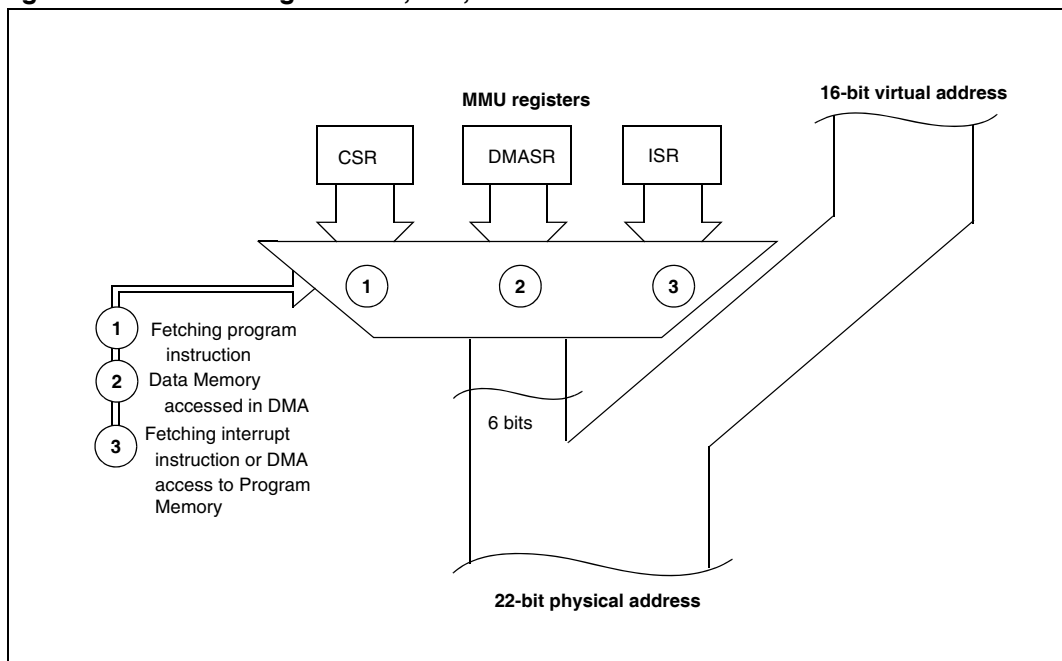 MMU registers
16-bit virtual address
CSR
DMASR
ISR
1
2
3
1
Fetching program
instruction
2
Data Memory
accessed in DMA
3
Fetching interrupt
instruction or DMA
access to Program
Memory
6 bits
22-bit physical address